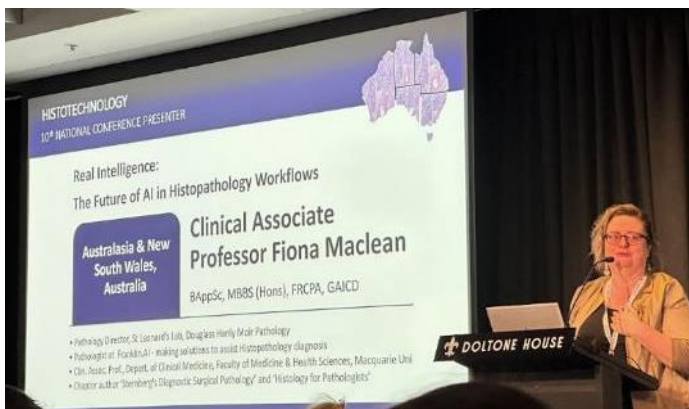 HISTOTECHNOLOGY
10th NATIONAL CONFERENCE PRESENTER
Real Intelligence:
The Future of AI in Histopathology Workflows
Australasia & New
South Wales,
Australia
Clinical Associate
Professor Fiona Maclean
BAppSc, MBBS (Hons), FRCPA, GAICD
• Pathology Director, St Leonard's Lab, Douglass Hanly Moir Pathology
• Pathologist at Franklin.AI - making solutions to assist Histopathology diagnosis
• Clin. Assoc. Prof., Depart. of Clinical Medicine, Faculty of Medicine & Health Sciences, Macquarie Uni
• Chapter author 'Sternberg's Diagnostic Surgical Pathology' and 'Histology for Pathologists'
DOLTONE HOUSE